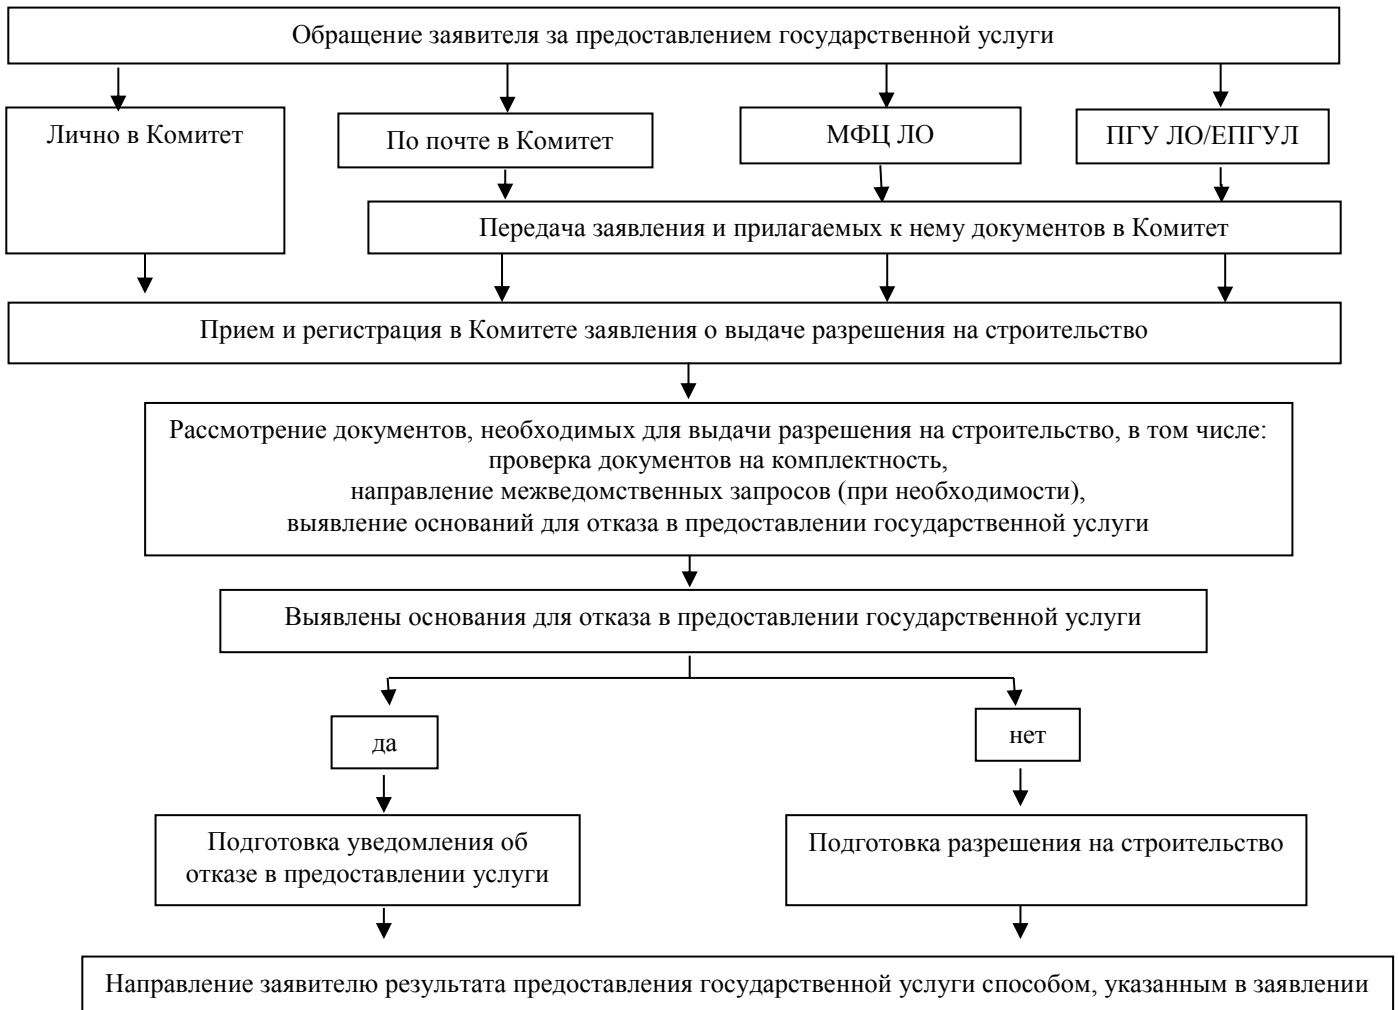 Обращение заявителя за предоставлением государственной услуги
Лично в Комитет
По почте в Комитет
МФЦ ЛО
ПГУ ЛО/ЕПГУЛ
Передача заявления и прилагаемых к нему документов в Комитет
Прием и регистрация в Комитете заявления о выдаче разрешения на строительство
Рассмотрение документов, необходимых для выдачи разрешения на строительство, в том числе:
проверка документов на комплектность,
направление межведомственных запросов (при необходимости),
выявление оснований для отказа в предоставлении государственной услуги
Выявлены основания для отказа в предоставлении государственной услуги
да
нет
Подготовка уведомления об
отказе в предоставлении услуги
Подготовка разрешения на строительство
Направление заявителю результата предоставления государственной услуги способом, указанным в заявлении